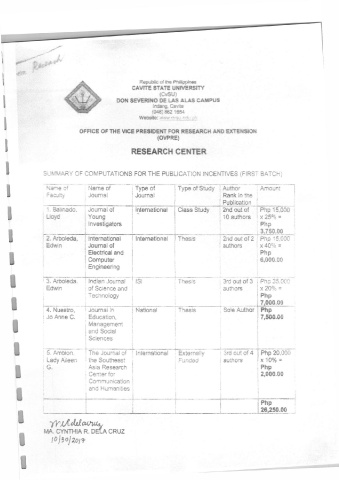 Research
Republic of the Philippines
CAVITE STATE UNIVERSITY
(CvSU)
DON SEVERINO DE LAS ALAS CAMPUS
Indang, Cavite
Website: www.cvsu.edu.ph
OFFICE OF THE VICE PRESIDENT FOR RESEARCH AND EXTENSION
(OVPRE)
RESEARCH CENTER
SUMMARY OF COMPUTATIONS FOR THE PUBLICATION INCENTIVES (FIRST BATCH)
Name of Faculty | Name of Journal | Type of Journal | Type of Study | Author Rank in the Publication | Amount
1. Balinado, Lloyd | Journal of Young Investigators | International | Class Study | 2nd out of 10 authors | Php 15,000 x 25% = Php 3,750.00
2. Arboleda, Edwin | International Journal of Electrical and Computer Engineering | International | Thesis | 2nd out of 2 authors | Php 15,000 x 40% = Php 6,000.00
3. Arboleda, Edwin | Indian Journal of Science and Technology | ISI | Thesis | 3rd out of 3 authors | Php 35,000 x 20% = Php 7,000.00
4. Nuestro, Jo Anne C. | Journal in Education, Management and Social Sciences | National | Thesis | Sole Author | Php 7,500.00
5. Ambion, Lady Aileen G. | The Journal of the Southeast Asia Research Center for Communication and Humanities | International | Externally Funded | 3rd out of 4 authors | Php 20,000 x 10% = Php 2,000.00
Php 26,250.00
MA. CYNTHIA R. DELA CRUZ
10/30/2017